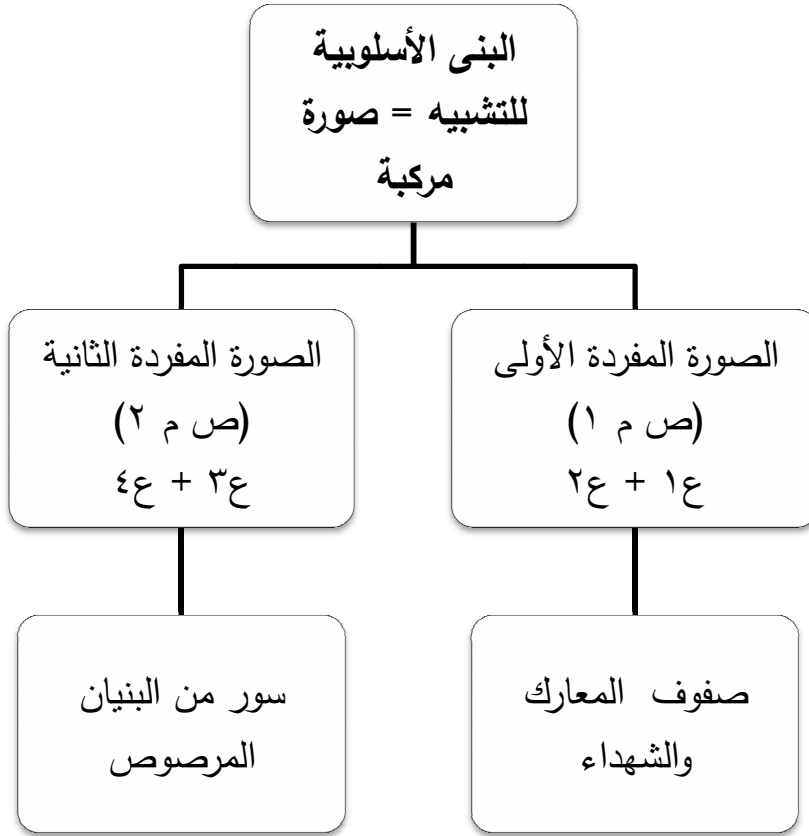 البنى الأسلوبية
للتشبيه = صورة
مركبة
الصورة المفردة الأولى
(ص م ١)
ع١ + ع٢
الصورة المفردة الثانية
(ص م ٢)
ع٣ + ع٤
صفوف المعارك
والشهداء
سور من البنيان
المرصوص